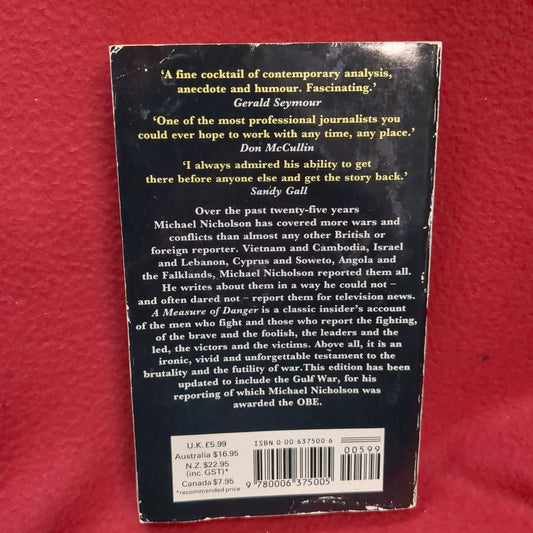 ‘A fine cocktail of contemporary analysis,
anecdote and humour. Fascinating.’
Gerald Seymour
‘One of the most professional journalists you
could ever hope to work with any time, any place.’
Don McCullin
‘I always admired his ability to get
there before anyone else and get the story back.’
Sandy Gall
Over the past twenty-five years
Michael Nicholson has covered more wars and
conflicts than almost any other British or
foreign reporter. Vietnam and Cambodia, Israel
and Lebanon, Cyprus and Soweto, Angola and
the Falklands, Michael Nicholson reported them all.
He writes about them in a way he could not –
and often dared not – report them for television news.
A Measure of Danger is a classic insider’s account
of the men who fight and those who report the fighting,
of the brave and the foolish, the leaders and the
led, the victors and the victims. Above all, it is an
ironic, vivid and unforgettable testament to the
brutality and the futility of war.This edition has been
updated to include the Gulf War, for his
reporting of which Michael Nicholson was
awarded the OBE.
U.K. £5.99
Australia $16.95
N.Z. $22.95
(inc. GST)*
Canada $7.95
*recommended price
ISBN 0 00 637500 6
00599
9 780006 375005